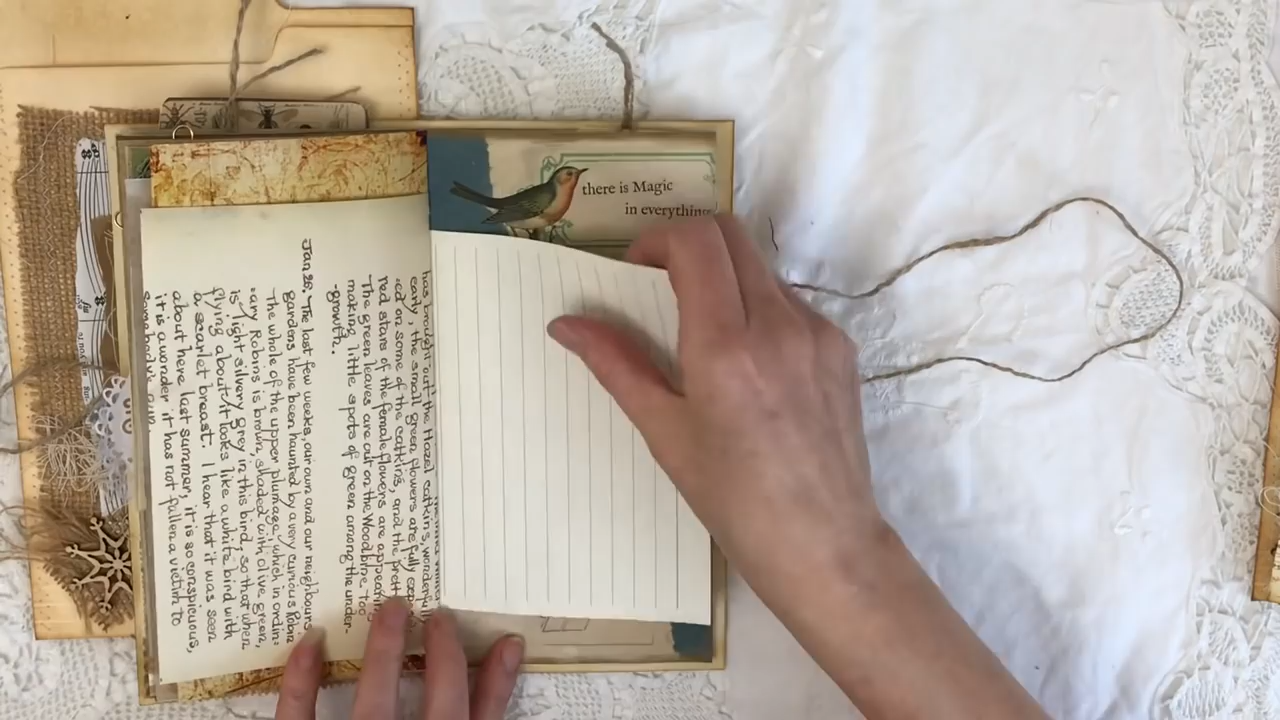 there is Magic
in everything
has brought out the Hazel catkins, wonderfully
early, the small green flowers are fully
out on some of the catkins, and the
red stars of the female flowers are appearing
The green leaves are out on the Woodbine too
making little spots of green among the under-
-growth.
Jan 26. The last few weeks, our own and our neighbours
gardens have been haunted by a very curious Robin
The whole of the upper plumage which in ordin-
-ary Robins is brown, shaded with olive green,
is light silvery grey in this bird, so that when
flying about it looks like a white bird with
a scarlet breast. I hear that it was seen
about here last summer, it is so conspicuous,
it is a wonder it has not fallen a victim to
somebody's gun.